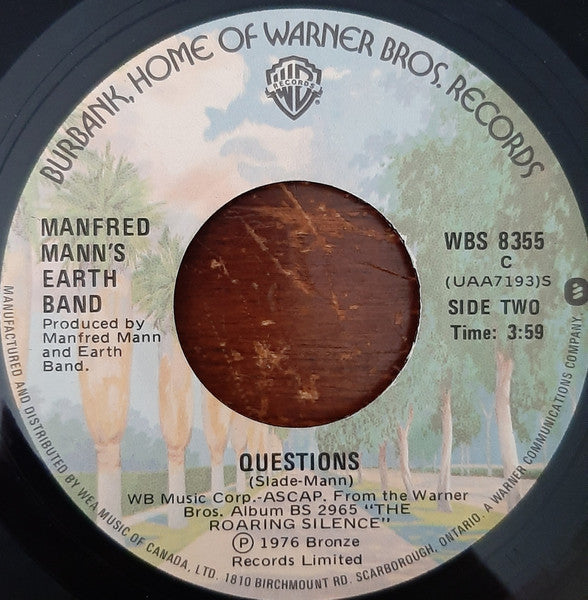 BURBANK, HOME OF WARNER BROS. RECORDS
WB
RECORDS
MANFRED
MANN'S
EARTH
BAND
Produced by
Manfred Mann
and Earth
Band.
WBS 8355
C
(UAA7193)S
SIDE TWO
Time: 3:59
QUESTIONS
(Slade-Mann)
WB Music Corp.-ASCAP. From the Warner
Bros. Album BS 2965 "THE
ROARING SILENCE"
Ⓟ 1976 Bronze
Records Limited
MANUFACTURED AND DISTRIBUTED BY WEA MUSIC OF CANADA, LTD. 1810 BIRCHMOUNT RD. SCARBOROUGH, ONTARIO. A WARNER COMMUNICATIONS COMPANY